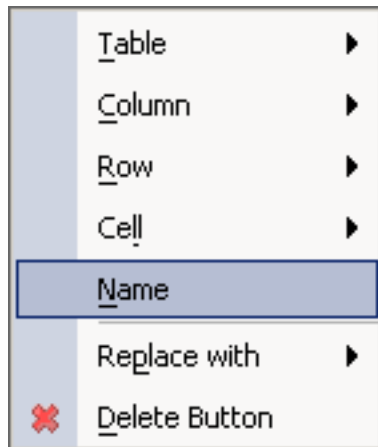 Table
Column
Row
Cell
Name
Replace with
Delete Button